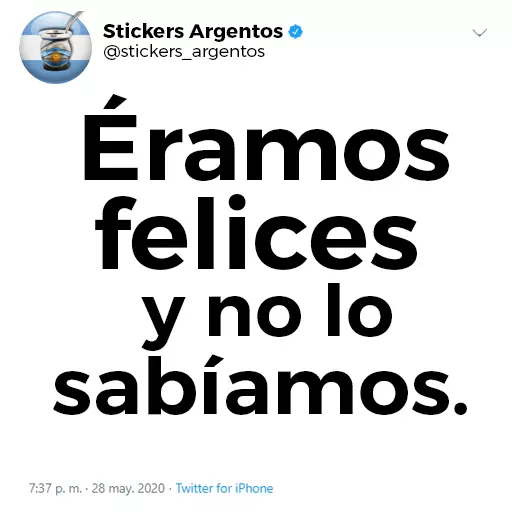 Stickers Argentos
@stickers_argentos
Éramos
felices
y no lo
sabíamos.
7:37 p. m. · 28 may. 2020 · Twitter for iPhone